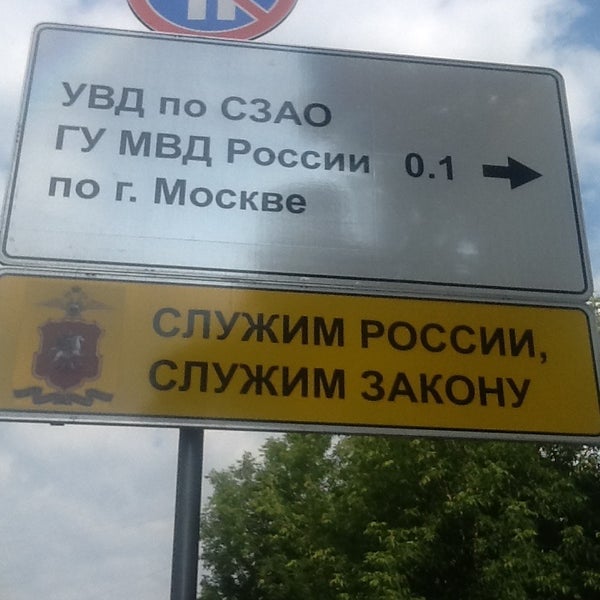 УВД по СЗАО
ГУ МВД России 0.1
по г. Москве
СЛУЖИМ РОССИИ,
СЛУЖИМ ЗАКОНУ